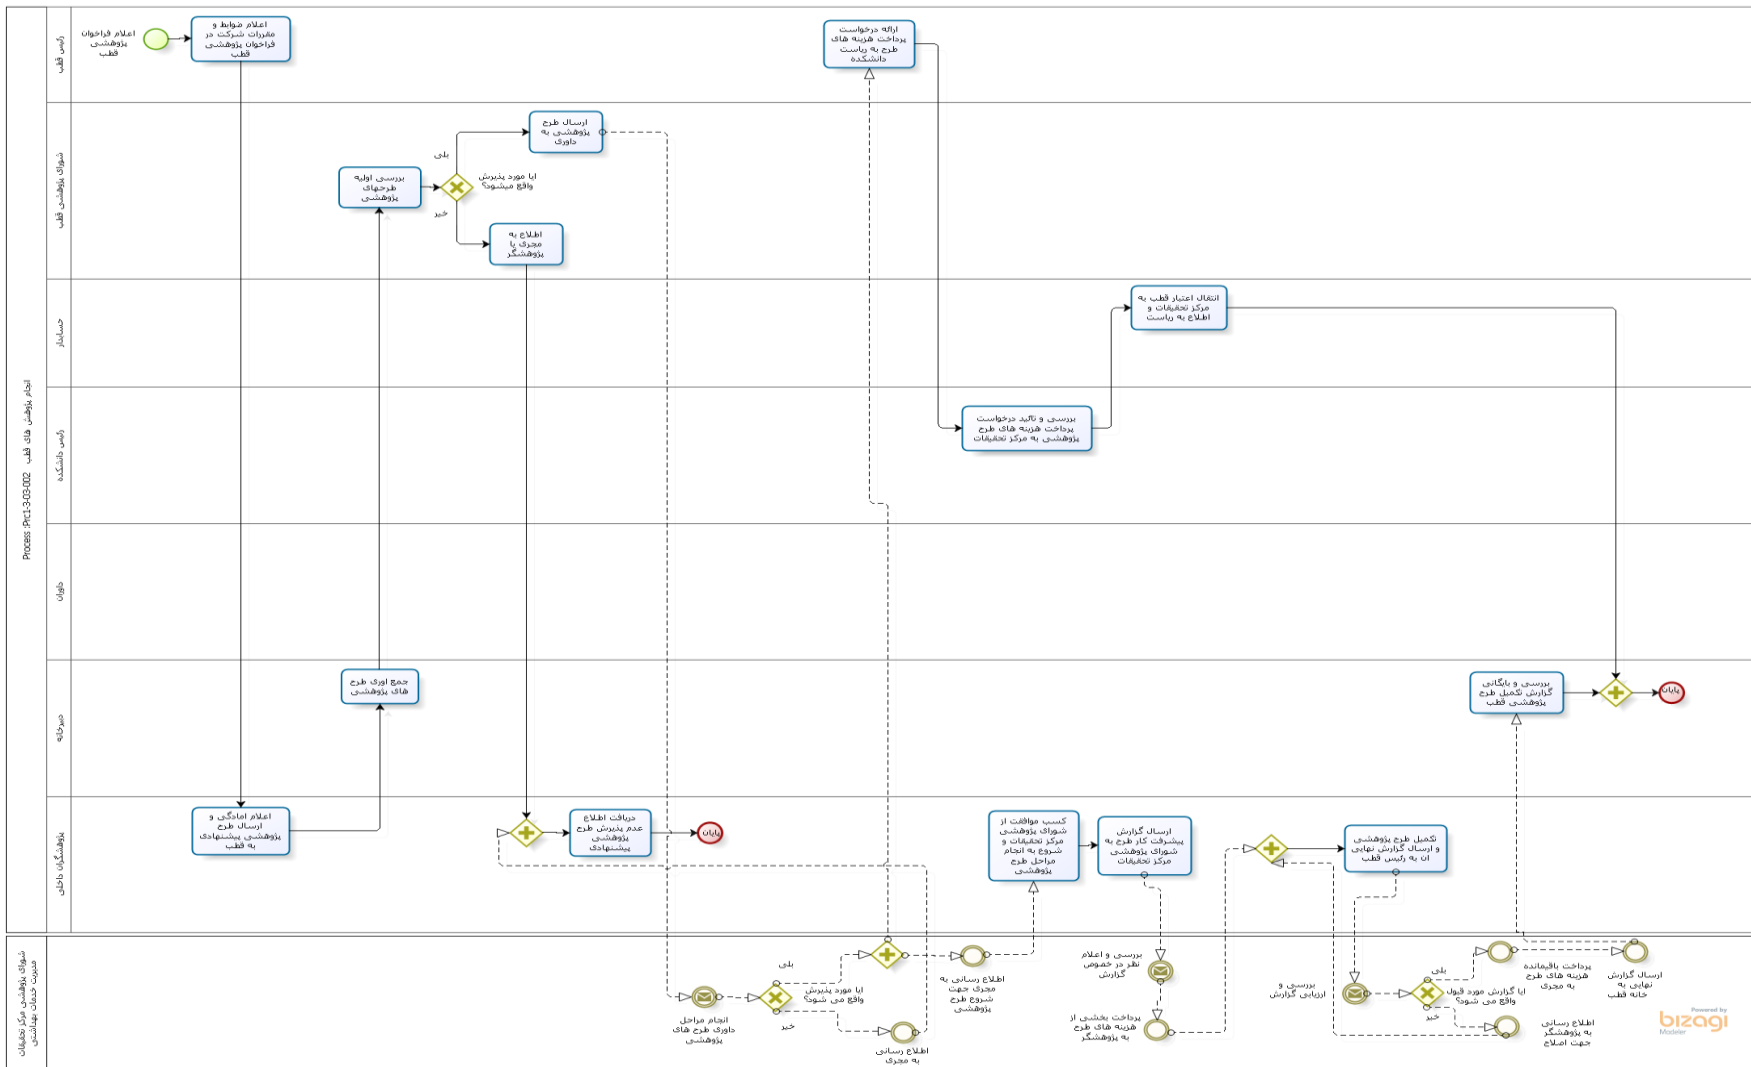 Process :Prc1-3-03-002 انجام پژوهش های قطب
رئیس قطب
اعلام فراخوان
پژوهشی
قطب
اعلام ضوابط و
مقررات شرکت در
فراخوان پژوهشی
قطب
ارائه درخواست
پرداخت هزینه های
طرح به ریاست
دانشکده
شورای پژوهشی قطب
بررسی اولیه
طرحهای
پژوهشی
بلی
خیر
ایا مورد پذیرش
واقع میشود؟
ارسال طرح
پژوهشی به
داوری
اطلاع به
مجری یا
پژوهشگر
حسابدار
انتقال اعتبار قطب به
مرکز تحقیقات و
اطلاع به ریاست
رئیس دانشکده
بررسی و تائید درخواست
پرداخت هزینه های طرح
پژوهشی به مرکز تحقیقات
داوران
دبیرخانه
جمع اوری طرح
های پژوهشی
بررسی و بایگانی
گزارش تکمیل طرح
پژوهشی قطب
پایان
پژوهشگران داخلی
اعلام امادگی و
ارسال طرح
پژوهشی پیشنهادی
به قطب
دریافت اطلاع
عدم پذیرش طرح
پژوهشی
پیشنهادی
پایان
کسب موافقت از
شورای پژوهشی
مرکز تحقیقات و
شروع به انجام
مراحل طرح
پژوهشی
ارسال گزارش
پیشرفت کار طرح به
شورای پژوهشی
مرکز تحقیقات
تکمیل طرح پژوهشی
و ارسال گزارش نهایی
ان به رئیس قطب
شورای پژوهشی مرکز تحقیقات
مدیریت خدمات بهداشتی
انجام مراحل
داوری طرح های
پژوهشی
بلی
ایا مورد پذیرش
واقع می شود؟
خیر
اطلاع رسانی
به مجری
اطلاع رسانی به
مجری جهت
شروع طرح
پژوهشی
بررسی و اعلام
نظر در خصوص
گزارش
پرداخت بخشی از
هزینه های طرح
به پژوهشگر
بررسی و
ارزیابی گزارش
بلی
ایا گزارش مورد قبول
واقع می شود؟
خیر
پرداخت باقیمانده
هزینه های طرح
به مجری
ارسال گزارش
نهایی به
خانه قطب
اطلاع رسانی
به پژوهشگر
جهت اصلاح
Powered by
bizagi
Modeler